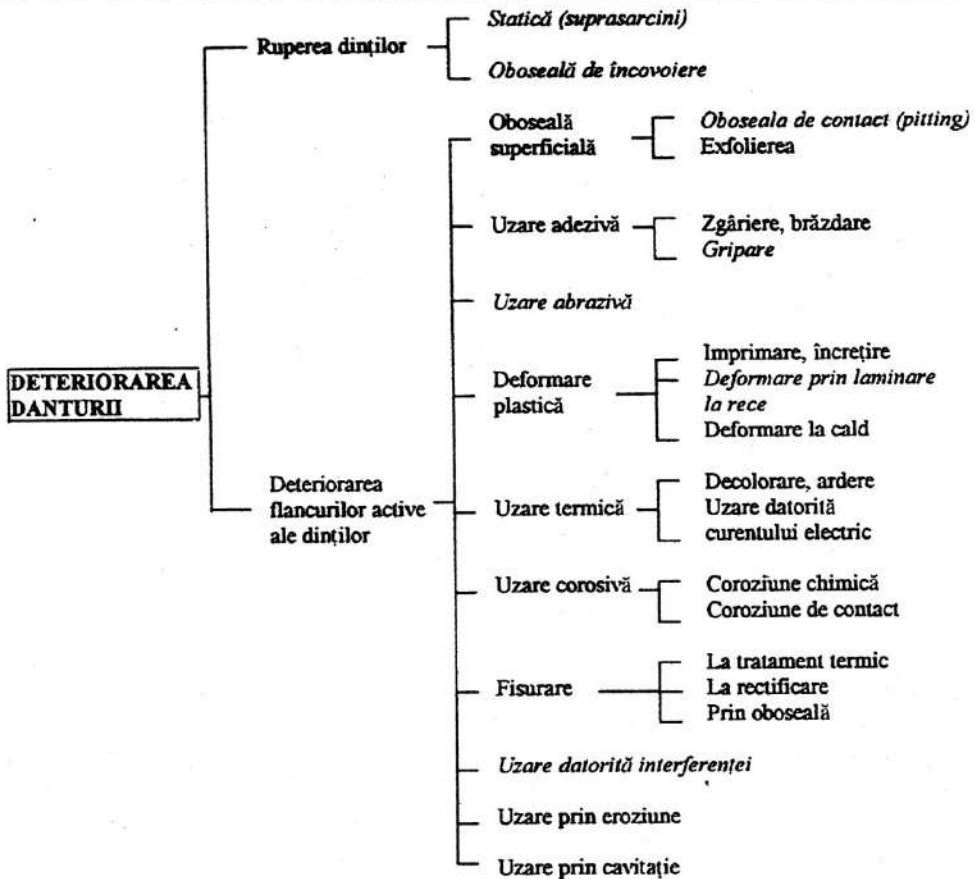 Statică (suprasarcini)
Ruperea dinților
Oboseală de încovoiere
Oboseală
superficială
Oboseala de contact (pitting)
Exfolierea
Uzare adezivă
Zgâriere, brăzdare
Gripare
Uzare abrazivă
DETERIORAREA
DANTURII
Deformare
plastică
Imprimare, încrețire
Deformare prin laminare
la rece
Deformare la cald
Deteriorarea
flancurilor active
ale dinților
Uzare termică
Decolorare, ardere
Uzare datorită
curentului electric
Uzare corosivă
Coroziune chimică
Coroziune de contact
Fisurare
La tratament termic
La rectificare
Prin oboseală
Uzare datorită interferenței
Uzare prin eroziune
Uzare prin cavitație